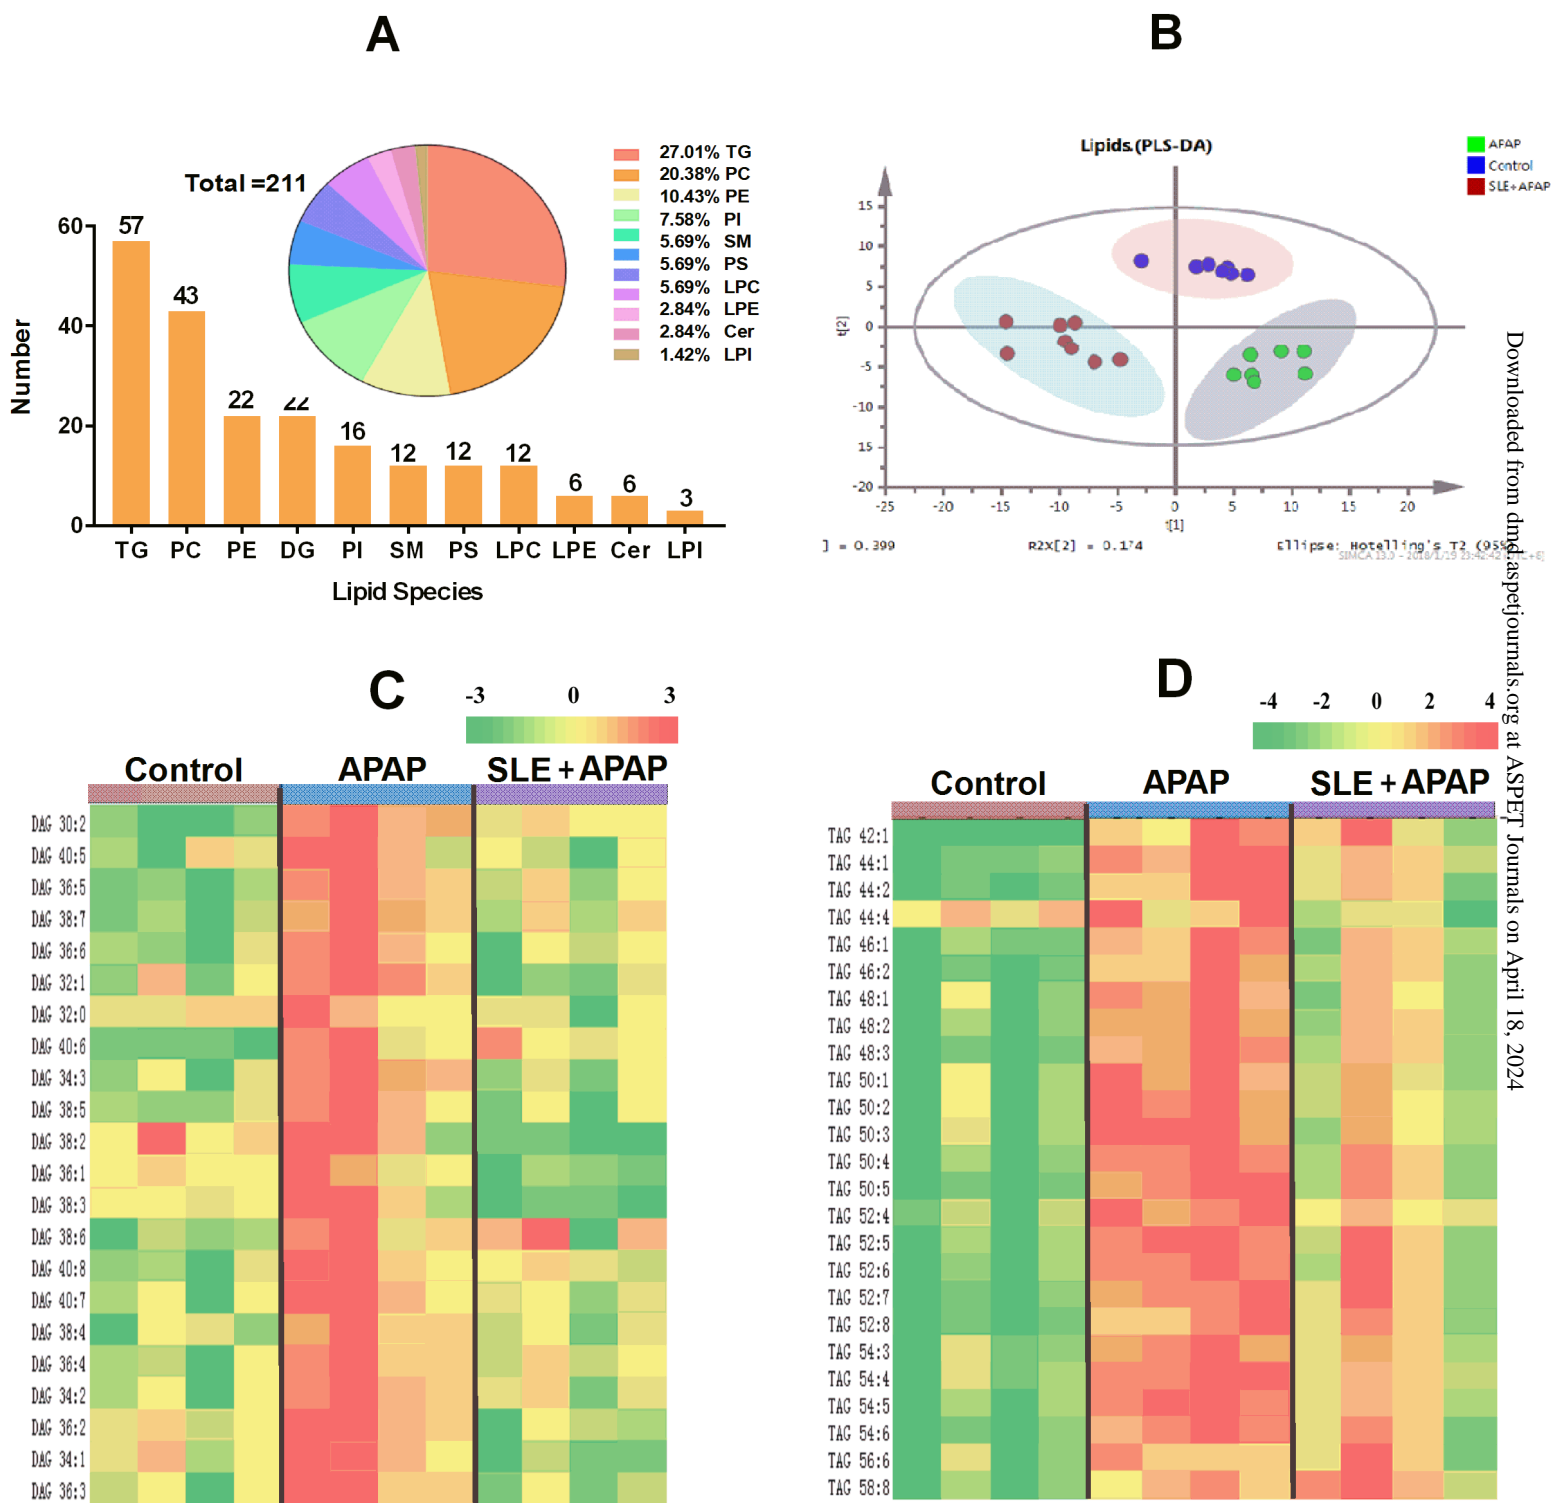 A
Total =211
27.01% TG
20.38% PC
10.43% PE
7.58% PI
5.69% SM
5.69% PS
5.69% LPC
2.84% LPE
2.84% Cer
1.42% LPI
Number
60
40
20
0
57
43
22
22
16
12
12
12
6
6
3
TG PC PE DG PI SM PS LPC LPE Cer LPI
Lipid Species
B
Lipids.(PLS-DA)
APAP
Control
SLE+APAP
t[2]
15
10
5
0
-5
-10
15
-20
-25 -20 -15 -10 -5 0 5 10 15 20
t[1]
] = 0.399 R2X[2] = 0.174 Ellipse: Hotelling's T2 (95%
C
-3 0 3
Control APAP SLE + APAP
DAG 30:2
DAG 40:5
DAG 36:5
DAG 38:7
DAG 36:6
DAG 32:1
DAG 32:0
DAG 40:6
DAG 34:3
DAG 38:5
DAG 38:2
DAG 36:1
DAG 38:3
DAG 38:6
DAG 40:8
DAG 40:7
DAG 38:4
DAG 36:4
DAG 34:2
DAG 36:2
DAG 34:1
DAG 36:3
D
-4 -2 0 2 4
Control APAP SLE + APAP
TAG 42:1
TAG 44:1
TAG 44:2
TAG 44:4
TAG 46:1
TAG 46:2
TAG 48:1
TAG 48:2
TAG 48:3
TAG 50:1
TAG 50:2
TAG 50:3
TAG 50:4
TAG 50:5
TAG 52:4
TAG 52:5
TAG 52:6
TAG 52:7
TAG 52:8
TAG 54:3
TAG 54:4
TAG 54:5
TAG 54:6
TAG 56:6
TAG 58:8
Downloaded from dmd.aspetjournals.org at ASPET Journals on April 18, 2024